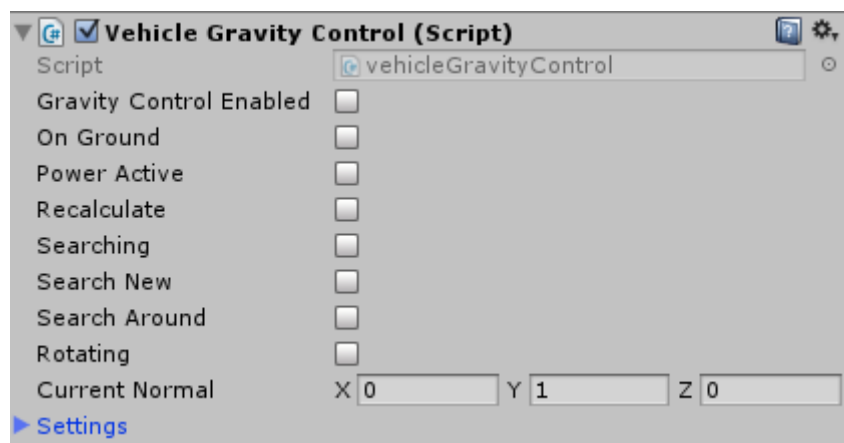 Vehicle Gravity Control (Script)
Script vehicleGravityControl
Gravity Control Enabled
On Ground
Power Active
Recalculate
Searching
Search New
Search Around
Rotating
Current Normal X 0 Y 1 Z 0
Settings